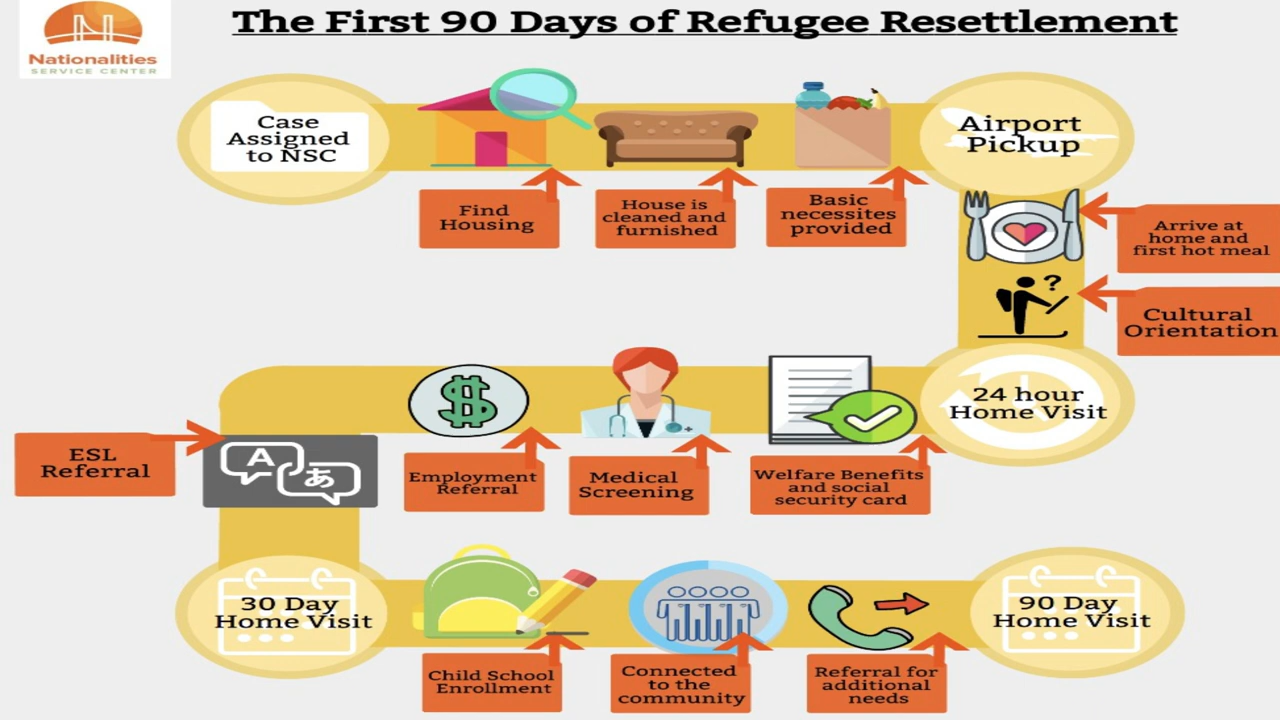 The First 90 Days of Refugee Resettlement
Nationalities
SERVICE CENTER
Case
Assigned
to NSC
Find
Housing
House is
cleaned and
furnished
Basic
necessites
provided
Airport
Pickup
Arrive at
home and
first hot meal
?
Cultural
Orientation
24 hour
Home Visit
Welfare Benefits
and social
security card
Medical
Screening
$
Employment
Referral
ESL
Referral
A
あ
30 Day
Home Visit
Child School
Enrollment
Connected
to the
community
Referral for
additional
needs
90 Day
Home Visit